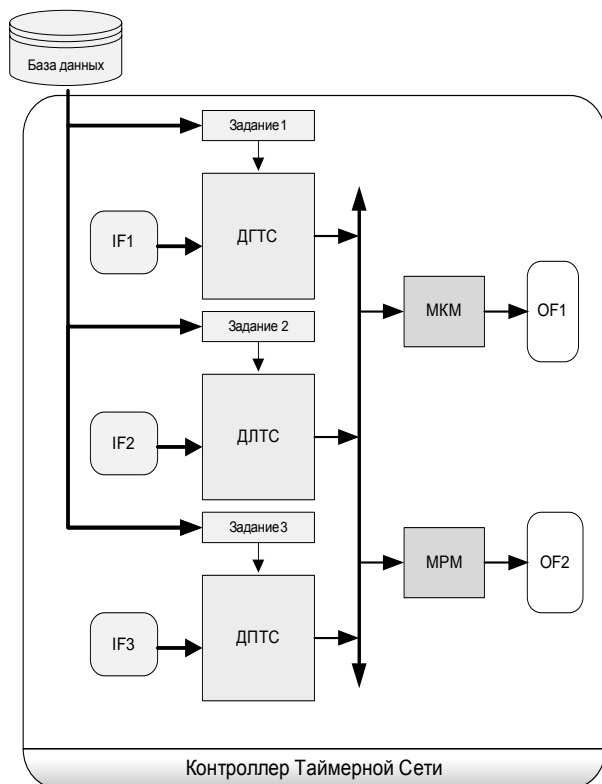 База данных
Задание 1
IF1
ДГТС
МКМ
OF1
Задание 2
IF2
ДЛТС
Задание 3
МРМ
OF2
IF3
ДПТС
Контроллер Таймерной Сети